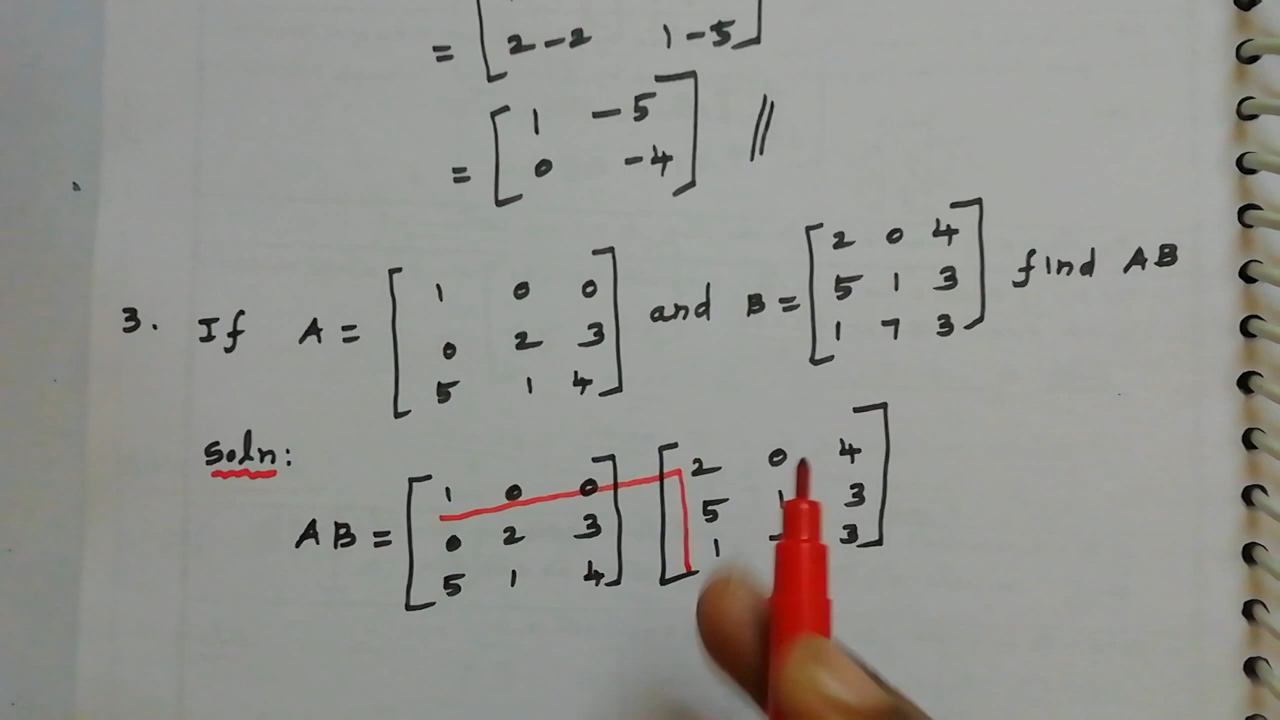 = [ 2-2 1-5 ]
= [ 1 -5
0 -4 ] //
3. If A = [ 1 0 0
0 2 3
5 1 4 ] and B = [ 2 0 4
5 1 3
1 7 3 ] find AB
Soln:
AB = [ 1 0 0
0 2 3
5 1 4 ] [ 2 0 4
5 1 3
1 3 ]